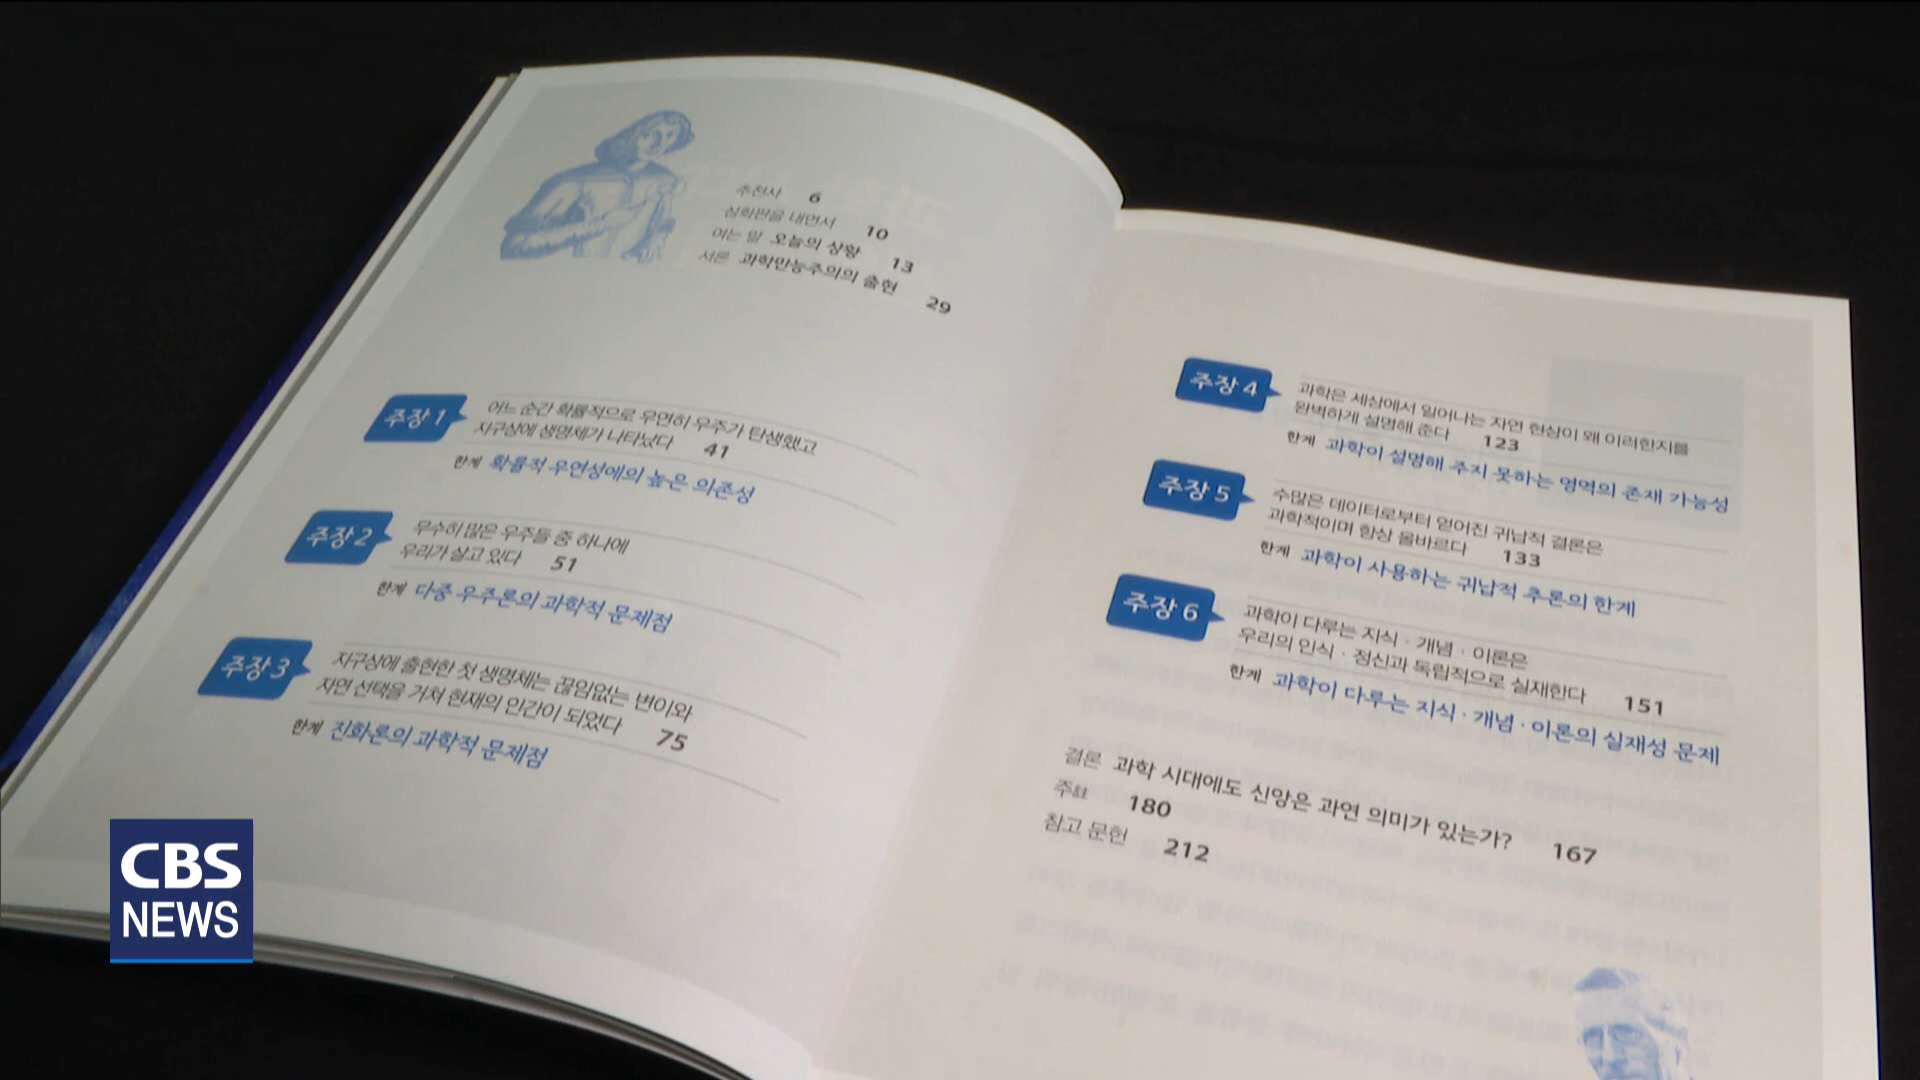 추천사 6
심화판을 내면서 10
여는 말 오늘의 상황 13
서론 과학만능주의의 출현 29
주장 1
어느 순간 확률적으로 우연히 우주가 탄생했고
지구상에 생명체가 나타났다 41
한계 확률적 우연성에의 높은 의존성
주장 2
무수히 많은 우주들 중 하나에
우리가 살고 있다 51
한계 다중 우주론의 과학적 문제점
주장 3
지구상에 출현한 첫 생명체는 끊임없는 변이와
자연 선택을 거쳐 현재의 인간이 되었다 75
한계 진화론의 과학적 문제점
주장 4
과학은 세상에서 일어나는 자연 현상이 왜 이러한지를
완벽하게 설명해 준다 123
한계 과학이 설명해 주지 못하는 영역의 존재 가능성
주장 5
수많은 데이터로부터 얻어진 귀납적 결론은
과학적이며 항상 올바르다 133
한계 과학이 사용하는 귀납적 추론의 한계
주장 6
과학이 다루는 지식 · 개념 · 이론은
우리의 인식 · 정신과 독립적으로 실재한다 151
한계 과학이 다루는 지식 · 개념 · 이론의 실재성 문제
결론 과학 시대에도 신앙은 과연 의미가 있는가? 167
주註 180
참고 문헌 212
CBS
NEWS